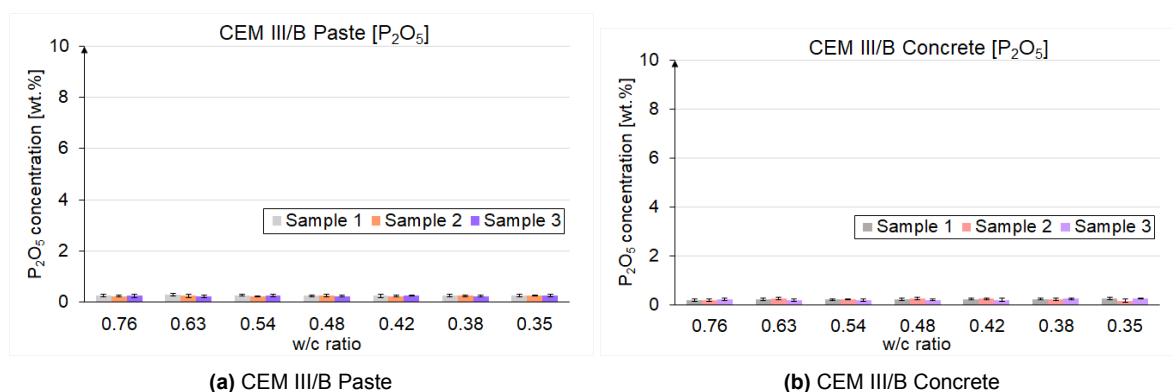 CEM III/B Paste [P₂O₅]
P₂O₅ concentration [wt.%]
10
8
6
4
2
0
Sample 1 Sample 2 Sample 3
0.76 0.63 0.54 0.48 0.42 0.38 0.35
w/c ratio
(a) CEM III/B Paste
CEM III/B Concrete [P₂O₅]
P₂O₅ concentration [wt.%]
10
8
6
4
2
0
Sample 1 Sample 2 Sample 3
0.76 0.63 0.54 0.48 0.42 0.38 0.35
w/c ratio
(b) CEM III/B Concrete